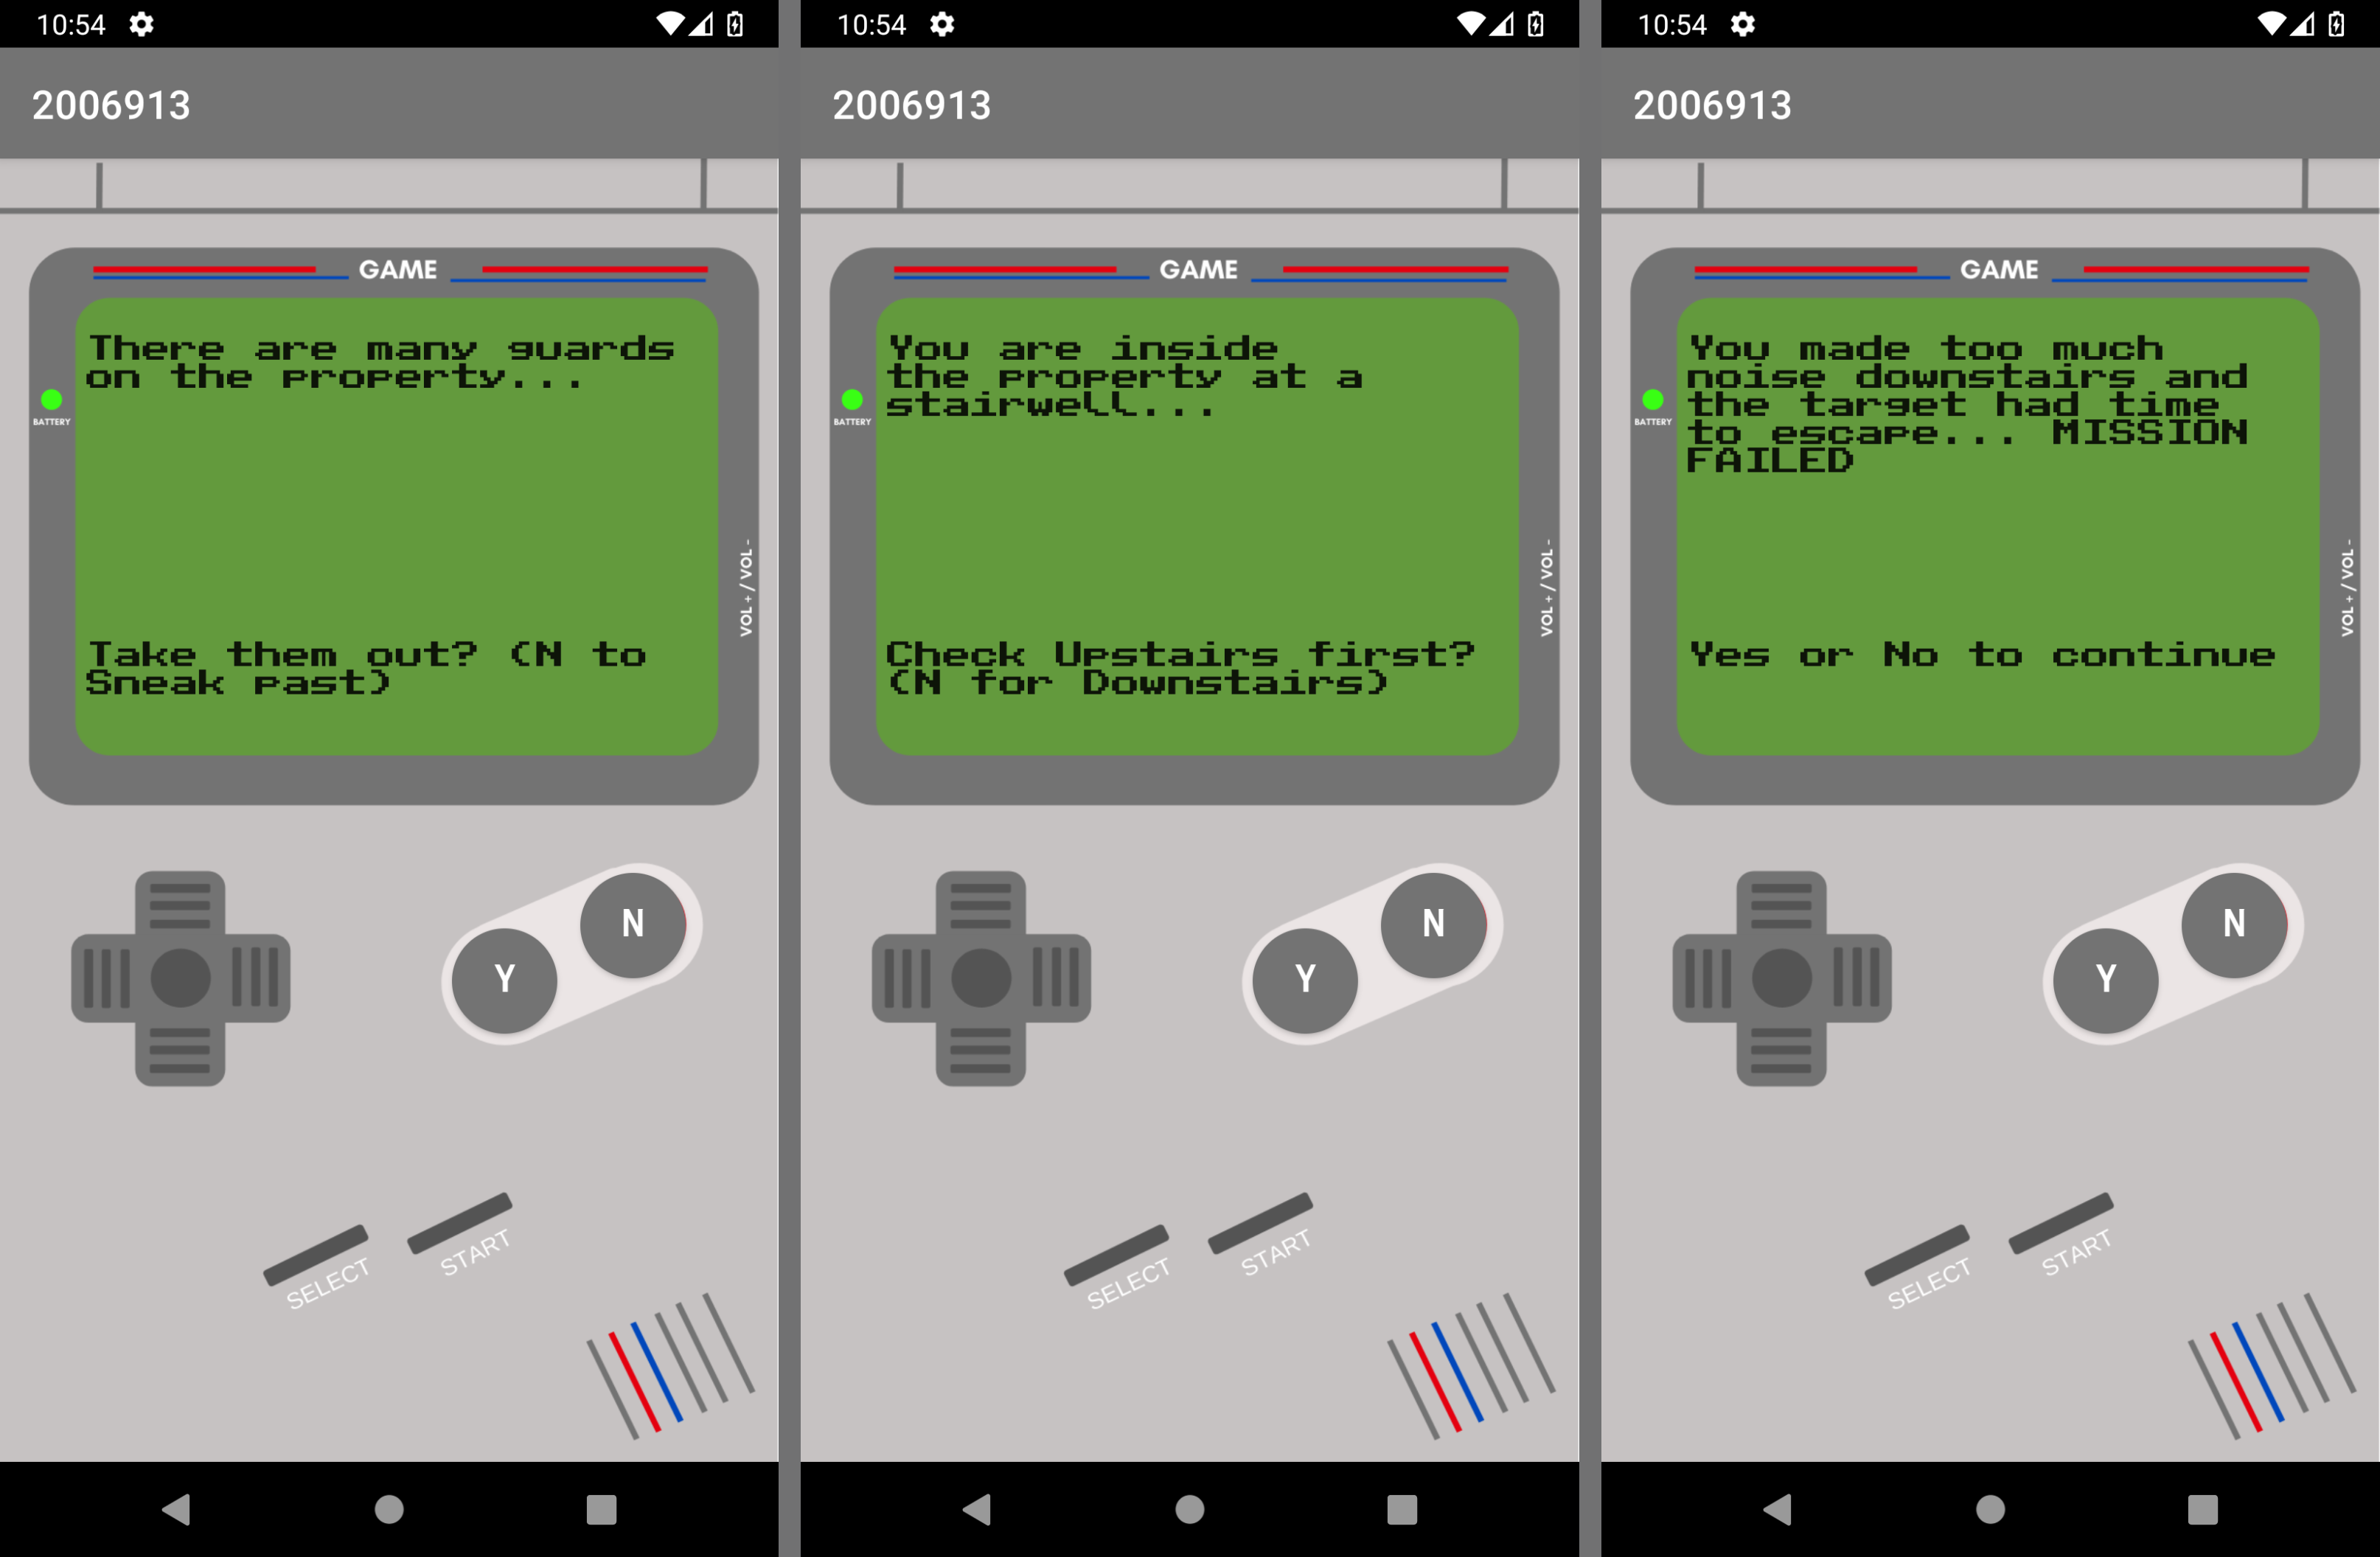 10:54
2006913
GAME
There are many guards
on the property...
BATTERY
VOL + / VOL -
Take them out? (N to
Sneak past)
N
Y
SELECT
START
10:54
2006913
GAME
You are inside
the property at a
stairwell...
BATTERY
VOL + / VOL -
Check Upstairs first?
(N for Downstairs)
N
Y
SELECT
START
10:54
2006913
GAME
You made too much
noise downstairs and
the target had time
to escape... MISSION
FAILED
BATTERY
VOL + / VOL -
Yes or No to continue
N
Y
SELECT
START